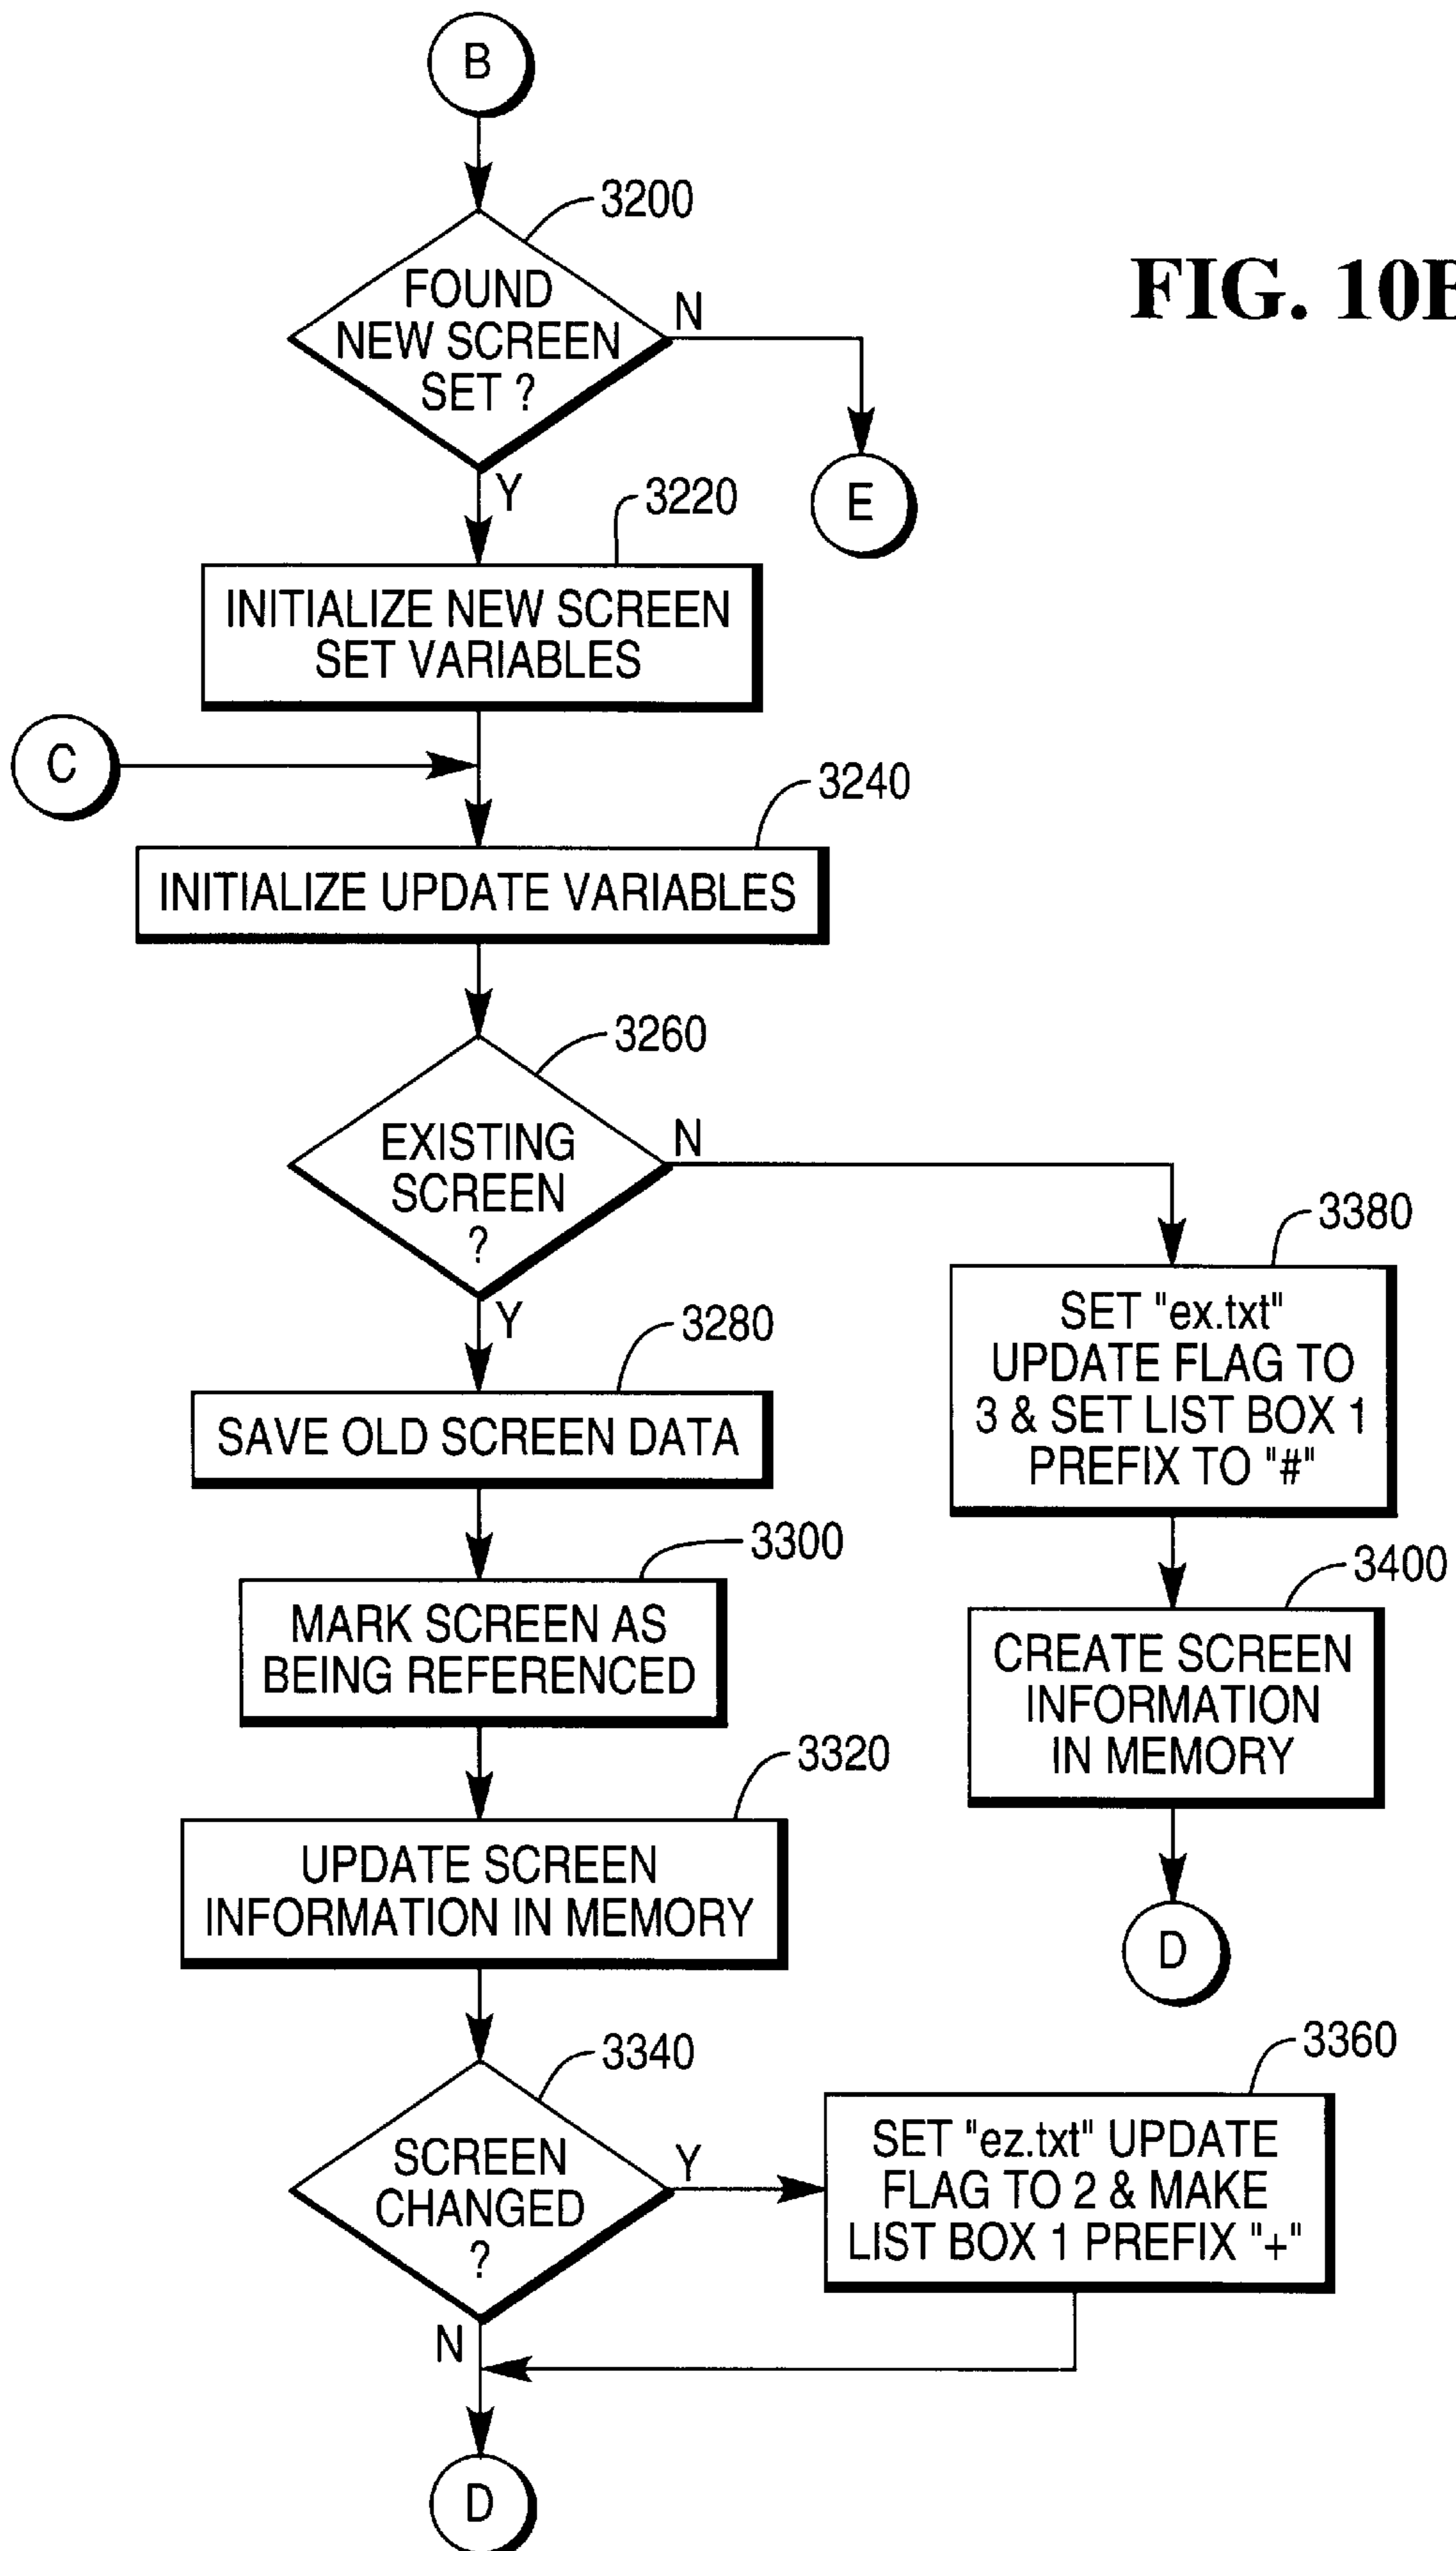 B
3200
FOUND
NEW SCREEN
SET ?
N
FIG. 10B
E
Y
3220
INITIALIZE NEW SCREEN
SET VARIABLES
C
3240
INITIALIZE UPDATE VARIABLES
3260
EXISTING
SCREEN
?
N
Y
3380
SET "ex.txt"
UPDATE FLAG TO
3 & SET LIST BOX 1
PREFIX TO "#"
3280
SAVE OLD SCREEN DATA
3300
MARK SCREEN AS
BEING REFERENCED
3400
CREATE SCREEN
INFORMATION
IN MEMORY
3320
UPDATE SCREEN
INFORMATION IN MEMORY
D
3340
SCREEN
CHANGED
?
Y
3360
SET "ez.txt" UPDATE
FLAG TO 2 & MAKE
LIST BOX 1 PREFIX "+"
N
D